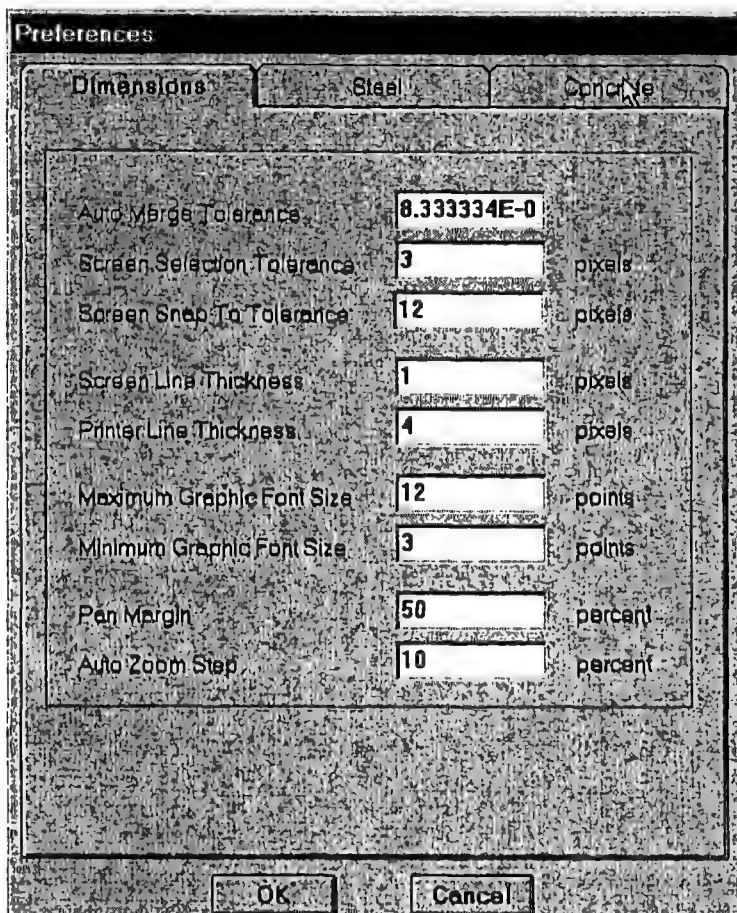 Preferences
Dimensions Steel Concrete
Auto Merge Tolerance 8.333334E-0
Screen Selection Tolerance 3 pixels
Screen Snap To Tolerance 12 pixels
Screen Line Thickness 1 pixels
Printer Line Thickness 4 pixels
Maximum Graphic Font Size 12 points
Minimum Graphic Font Size 3 points
Pan Margin 50 percent
Auto Zoom Step 10 percent
OK Cancel